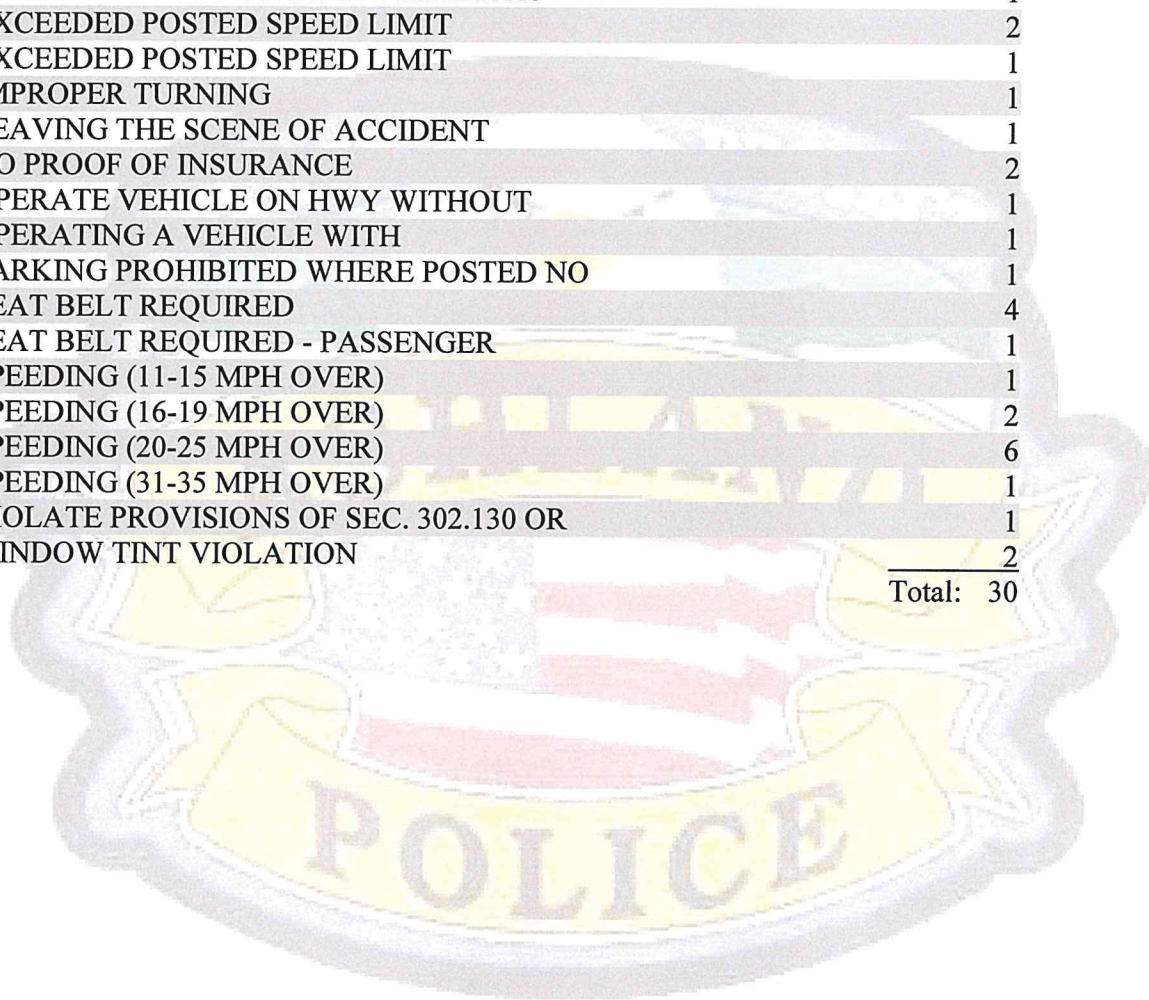 XCEEDED POSTED SPEED LIMIT 2
XCEEDED POSTED SPEED LIMIT 1
MPROPER TURNING 1
EAVING THE SCENE OF ACCIDENT 1
O PROOF OF INSURANCE 2
PERATE VEHICLE ON HWY WITHOUT 1
PERATING A VEHICLE WITH 1
ARKING PROHIBITED WHERE POSTED NO 1
EAT BELT REQUIRED 4
EAT BELT REQUIRED - PASSENGER 1
PEEDING (11-15 MPH OVER) 1
PEEDING (16-19 MPH OVER) 2
PEEDING (20-25 MPH OVER) 6
PEEDING (31-35 MPH OVER) 1
IOLATE PROVISIONS OF SEC. 302.130 OR 1
INDOW TINT VIOLATION 2
Total: 30
POLICE